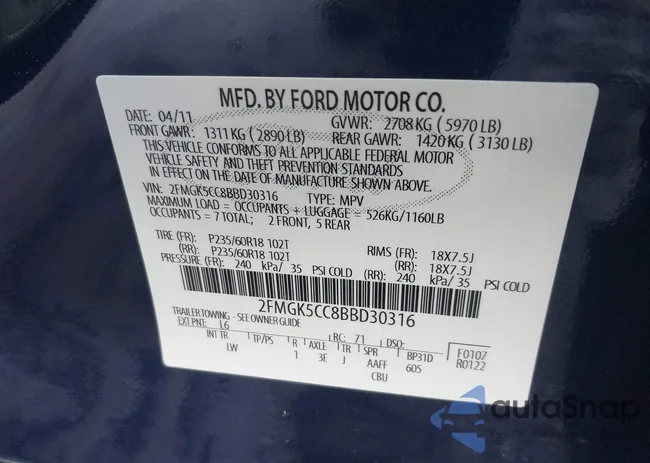 MFD. BY FORD MOTOR CO.
DATE: 04/11 GVWR: 2708 KG ( 5970 LB)
FRONT GAWR: 1311 KG ( 2890 LB) REAR GAWR: 1420 KG ( 3130 LB)
THIS VEHICLE CONFORMS TO ALL APPLICABLE FEDERAL MOTOR
VEHICLE SAFETY AND THEFT PREVENTION STANDARDS
IN EFFECT ON THE DATE OF MANUFACTURE SHOWN ABOVE.
VIN: 2FMGK5CC8BBD30316 TYPE: MPV
MAXIMUM LOAD = OCCUPANTS + LUGGAGE = 526KG/1160LB
OCCUPANTS = 7 TOTAL; 2 FRONT, 5 REAR
TIRE (FR): P235/60R18 102T RIMS (FR): 18X7.5J
(RR): P235/60R18 102T (RR): 18X7.5J
PRESSURE (FR): 240 kPa/ 35 PSI COLD (RR): 240 kPa/ 35 PSI COLD
2FMGK5CC8BBD30316
TRAILER TOWING - SEE OWNER GUIDE
EXT PNT: L6 RC: 71 DSO: F0107
INT TR TP/PS R AXLE TR SPR BP31D R0122
LW 1 3E J AAFF 605
CBU
autoSnap